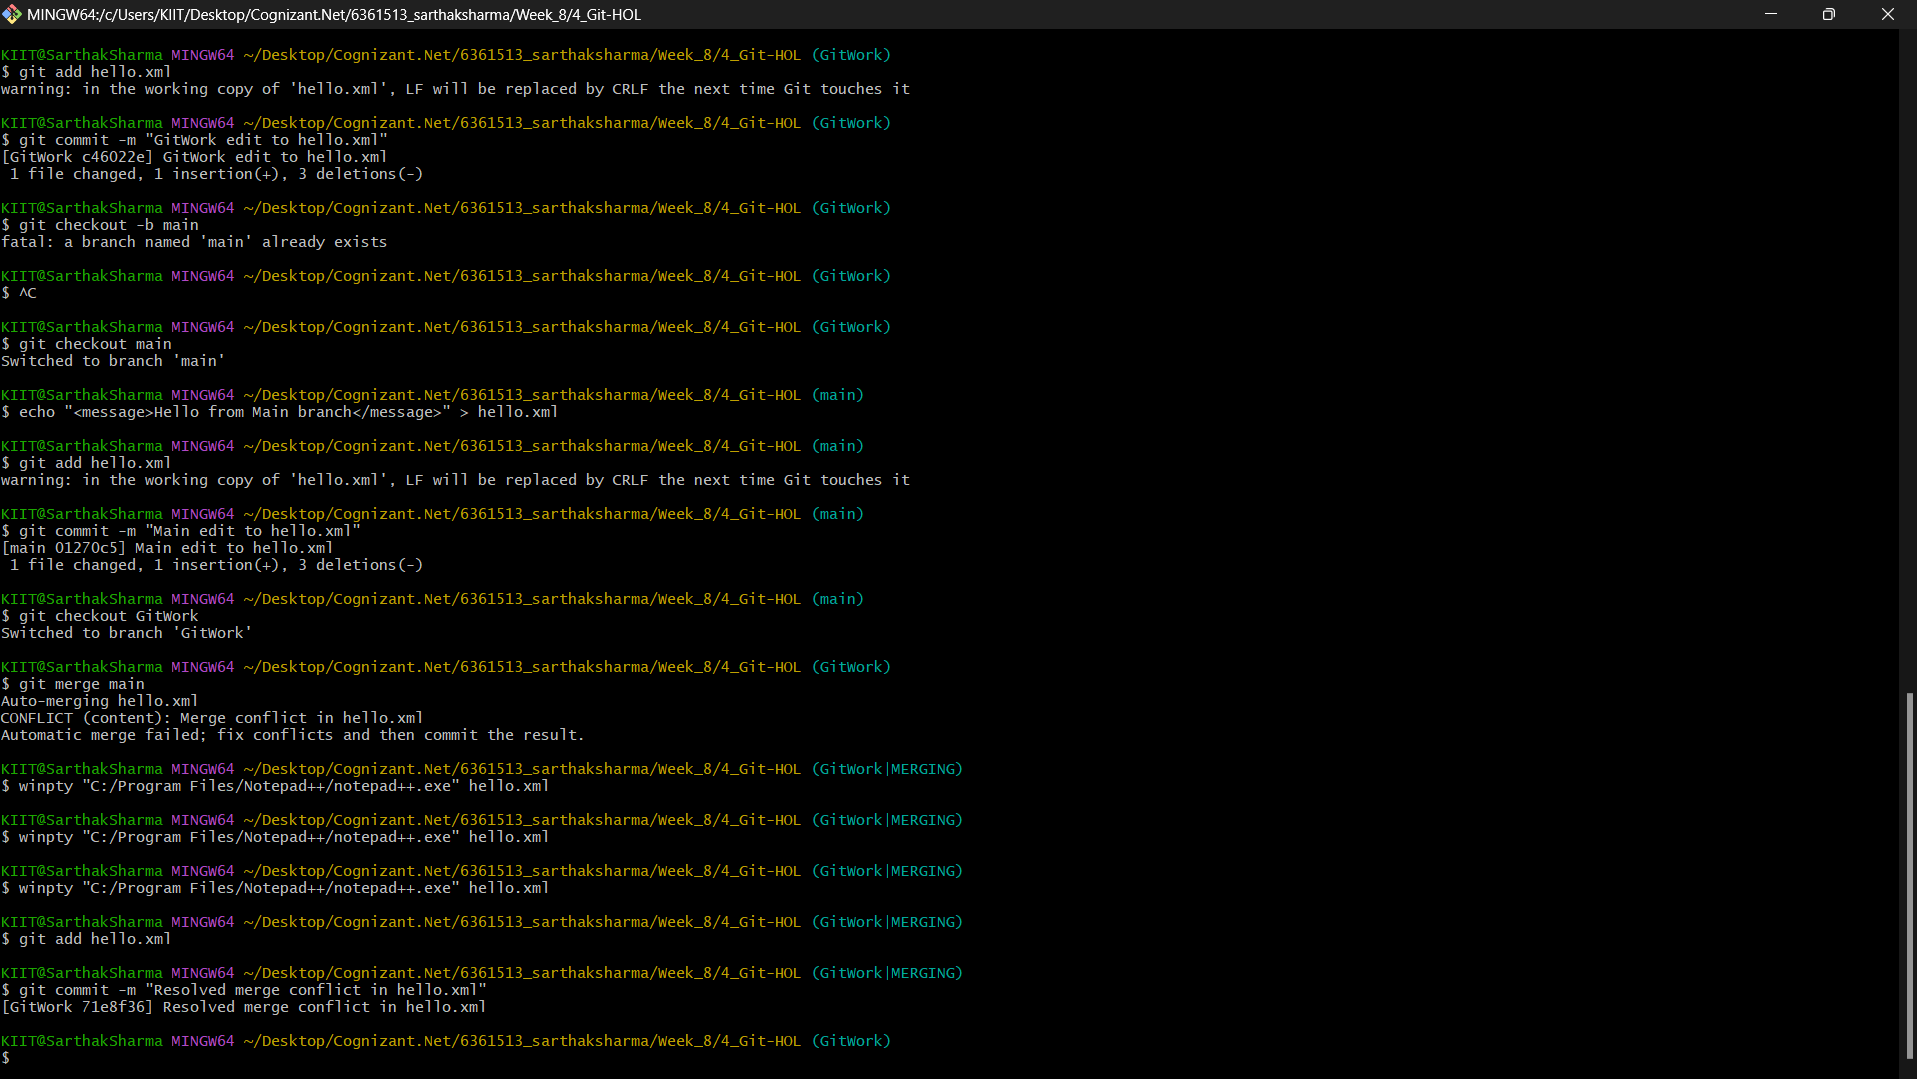 MINGW64:/c/Users/KIIT/Desktop/Cognizant.Net/6361513_sarthaksharma/Week_8/4_Git-HOL
KIIT@SarthakSharma MINGW64 ~/Desktop/Cognizant.Net/6361513_sarthaksharma/Week_8/4_Git-HOL (GitWork)
$ git add hello.xml
warning: in the working copy of 'hello.xml', LF will be replaced by CRLF the next time Git touches it
KIIT@SarthakSharma MINGW64 ~/Desktop/Cognizant.Net/6361513_sarthaksharma/Week_8/4_Git-HOL (GitWork)
$ git commit -m "GitWork edit to hello.xml"
[GitWork c46022e] GitWork edit to hello.xml
1 file changed, 1 insertion(+), 3 deletions(-)
KIIT@SarthakSharma MINGW64 ~/Desktop/Cognizant.Net/6361513_sarthaksharma/Week_8/4_Git-HOL (GitWork)
$ git checkout -b main
fatal: a branch named 'main' already exists
KIIT@SarthakSharma MINGW64 ~/Desktop/Cognizant.Net/6361513_sarthaksharma/Week_8/4_Git-HOL (GitWork)
$ ^C
KIIT@SarthakSharma MINGW64 ~/Desktop/Cognizant.Net/6361513_sarthaksharma/Week_8/4_Git-HOL (GitWork)
$ git checkout main
Switched to branch 'main'
KIIT@SarthakSharma MINGW64 ~/Desktop/Cognizant.Net/6361513_sarthaksharma/Week_8/4_Git-HOL (main)
$ echo "<message>Hello from Main branch</message>" > hello.xml
KIIT@SarthakSharma MINGW64 ~/Desktop/Cognizant.Net/6361513_sarthaksharma/Week_8/4_Git-HOL (main)
$ git add hello.xml
warning: in the working copy of 'hello.xml', LF will be replaced by CRLF the next time Git touches it
KIIT@SarthakSharma MINGW64 ~/Desktop/Cognizant.Net/6361513_sarthaksharma/Week_8/4_Git-HOL (main)
$ git commit -m "Main edit to hello.xml"
[main 01270c5] Main edit to hello.xml
1 file changed, 1 insertion(+), 3 deletions(-)
KIIT@SarthakSharma MINGW64 ~/Desktop/Cognizant.Net/6361513_sarthaksharma/Week_8/4_Git-HOL (main)
$ git checkout GitWork
Switched to branch 'GitWork'
KIIT@SarthakSharma MINGW64 ~/Desktop/Cognizant.Net/6361513_sarthaksharma/Week_8/4_Git-HOL (GitWork)
$ git merge main
Auto-merging hello.xml
CONFLICT (content): Merge conflict in hello.xml
Automatic merge failed; fix conflicts and then commit the result.
KIIT@SarthakSharma MINGW64 ~/Desktop/Cognizant.Net/6361513_sarthaksharma/Week_8/4_Git-HOL (GitWork|MERGING)
$ winpty "C:/Program Files/Notepad++/notepad++.exe" hello.xml
KIIT@SarthakSharma MINGW64 ~/Desktop/Cognizant.Net/6361513_sarthaksharma/Week_8/4_Git-HOL (GitWork|MERGING)
$ winpty "C:/Program Files/Notepad++/notepad++.exe" hello.xml
KIIT@SarthakSharma MINGW64 ~/Desktop/Cognizant.Net/6361513_sarthaksharma/Week_8/4_Git-HOL (GitWork|MERGING)
$ winpty "C:/Program Files/Notepad++/notepad++.exe" hello.xml
KIIT@SarthakSharma MINGW64 ~/Desktop/Cognizant.Net/6361513_sarthaksharma/Week_8/4_Git-HOL (GitWork|MERGING)
$ git add hello.xml
KIIT@SarthakSharma MINGW64 ~/Desktop/Cognizant.Net/6361513_sarthaksharma/Week_8/4_Git-HOL (GitWork|MERGING)
$ git commit -m "Resolved merge conflict in hello.xml"
[GitWork 71e8f36] Resolved merge conflict in hello.xml
KIIT@SarthakSharma MINGW64 ~/Desktop/Cognizant.Net/6361513_sarthaksharma/Week_8/4_Git-HOL (GitWork)
$